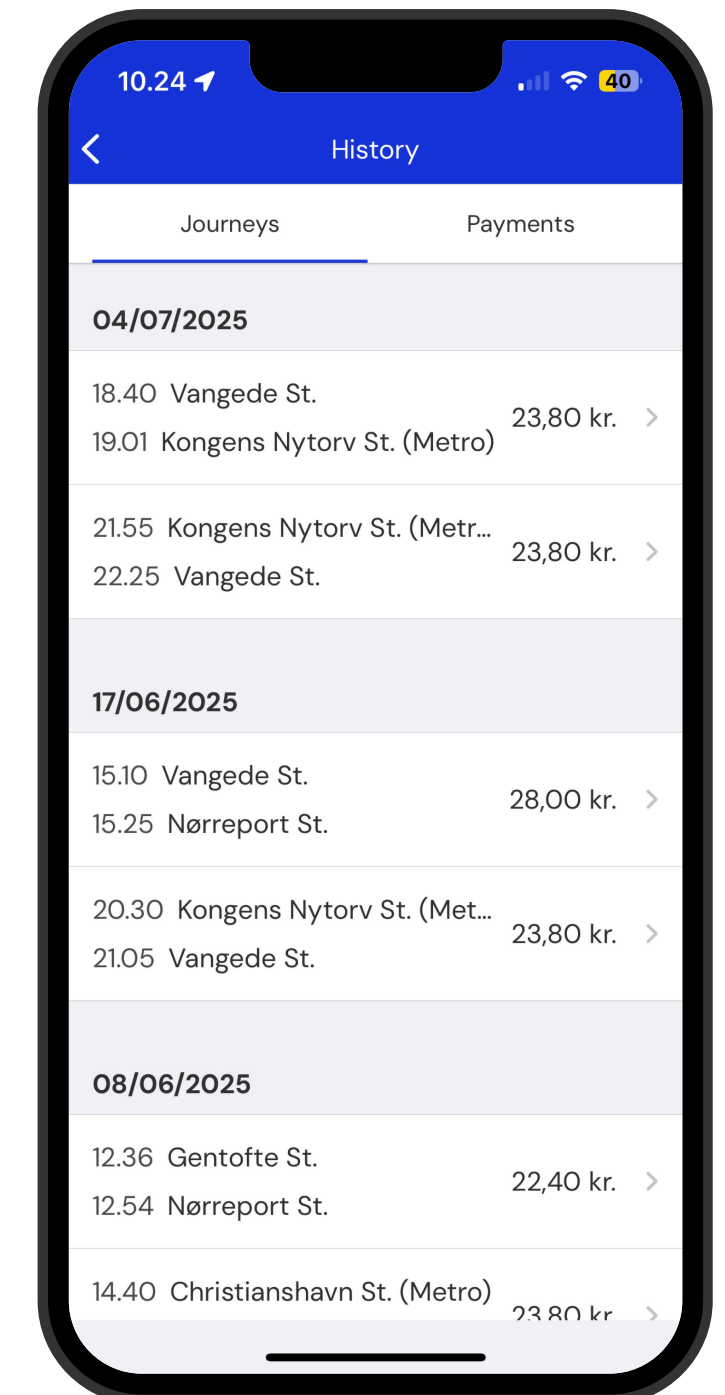 10.24
40
History
Journeys
Payments
04/07/2025
18.40 Vangede St.
23,80 kr.
19.01 Kongens Nytorv St. (Metro)
21.55 Kongens Nytorv St. (Metr...
23,80 kr.
22.25 Vangede St.
17/06/2025
15.10 Vangede St.
28,00 kr.
15.25 Nørreport St.
20.30 Kongens Nytorv St. (Met...
23,80 kr.
21.05 Vangede St.
08/06/2025
12.36 Gentofte St.
22,40 kr.
12.54 Nørreport St.
14.40 Christianshavn St. (Metro)
23,80 kr